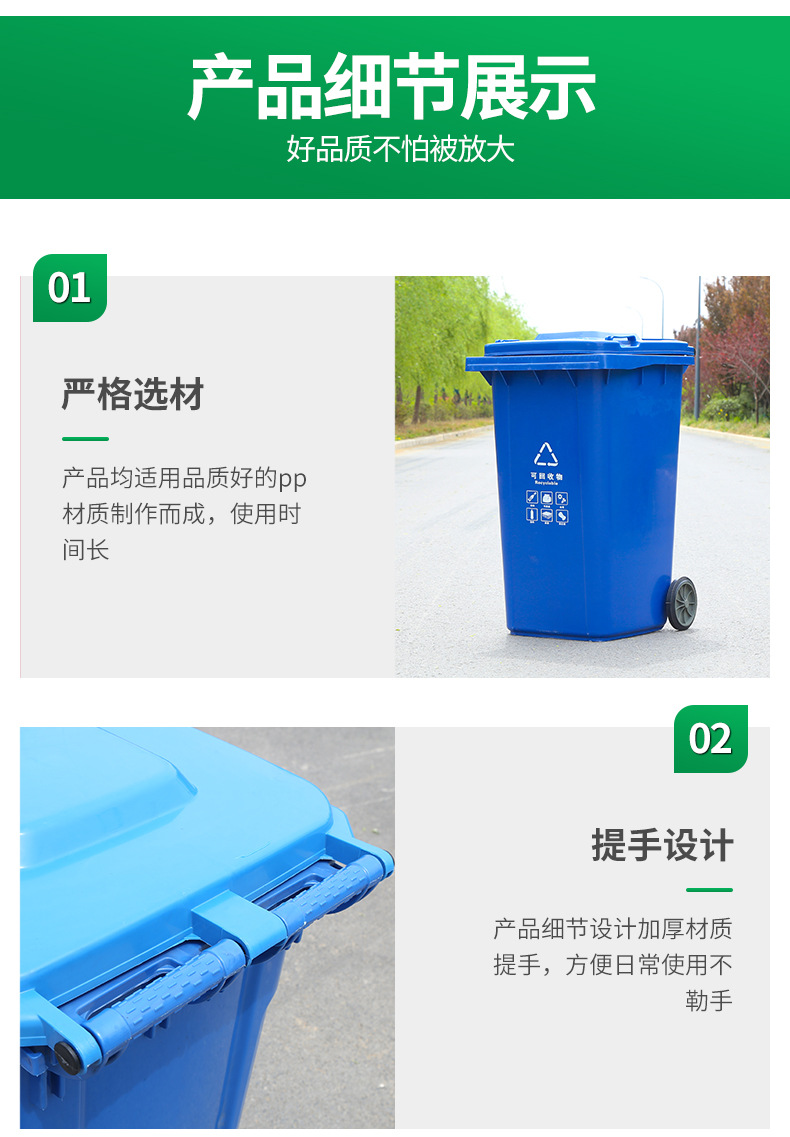 产品细节展示
好品质不怕被放大
01
严格选材
产品均适用品质好的pp
材质制作而成，使用时
间长
可回收物
Recyclable
02
提手设计
产品细节设计加厚材质
提手，方便日常使用不
勒手